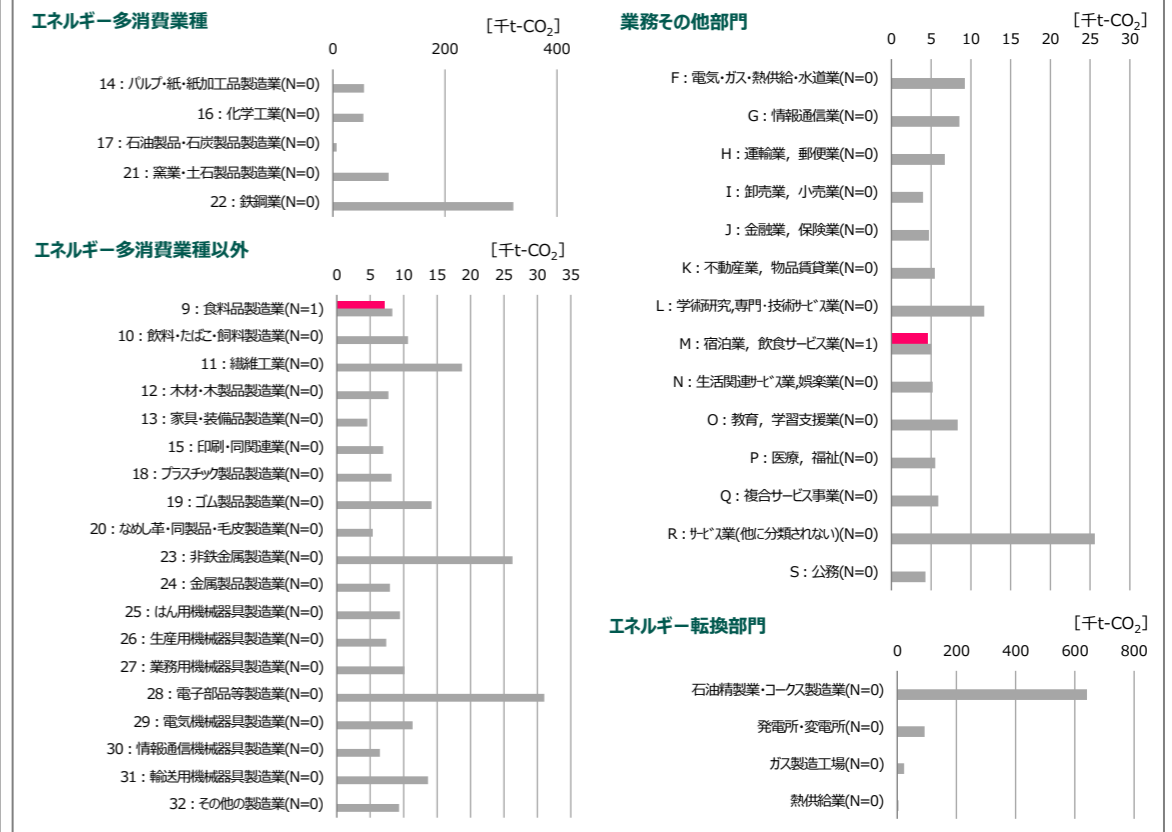 エネルギー多消費業種
[千t-CO₂]
0 200 400
14：パルプ・紙・紙加工品製造業(N=0)
16：化学工業(N=0)
17：石油製品・石炭製品製造業(N=0)
21：窯業・土石製品製造業(N=0)
22：鉄鋼業(N=0)
エネルギー多消費業種以外
[千t-CO₂]
0 5 10 15 20 25 30 35
9：食料品製造業(N=1)
10：飲料・たばこ・飼料製造業(N=0)
11：繊維工業(N=0)
12：木材・木製品製造業(N=0)
13：家具・装備品製造業(N=0)
15：印刷・同関連業(N=0)
18：プラスチック製品製造業(N=0)
19：ゴム製品製造業(N=0)
20：なめし革・同製品・毛皮製造業(N=0)
23：非鉄金属製造業(N=0)
24：金属製品製造業(N=0)
25：はん用機械器具製造業(N=0)
26：生産用機械器具製造業(N=0)
27：業務用機械器具製造業(N=0)
28：電子部品等製造業(N=0)
29：電気機械器具製造業(N=0)
30：情報通信機械器具製造業(N=0)
31：輸送用機械器具製造業(N=0)
32：その他の製造業(N=0)
業務その他部門
[千t-CO₂]
0 5 10 15 20 25 30
F：電気・ガス・熱供給・水道業(N=0)
G：情報通信業(N=0)
H：運輸業，郵便業(N=0)
I：卸売業，小売業(N=0)
J：金融業，保険業(N=0)
K：不動産業，物品賃貸業(N=0)
L：学術研究,専門・技術ｻｰﾋﾞｽ業(N=0)
M：宿泊業，飲食サービス業(N=1)
N：生活関連ｻｰﾋﾞｽ業,娯楽業(N=0)
O：教育，学習支援業(N=0)
P：医療，福祉(N=0)
Q：複合サービス事業(N=0)
R：ｻｰﾋﾞｽ業(他に分類されない)(N=0)
S：公務(N=0)
エネルギー転換部門
[千t-CO₂]
0 200 400 600 800
石油精製業・コークス製造業(N=0)
発電所・変電所(N=0)
ガス製造工場(N=0)
熱供給業(N=0)